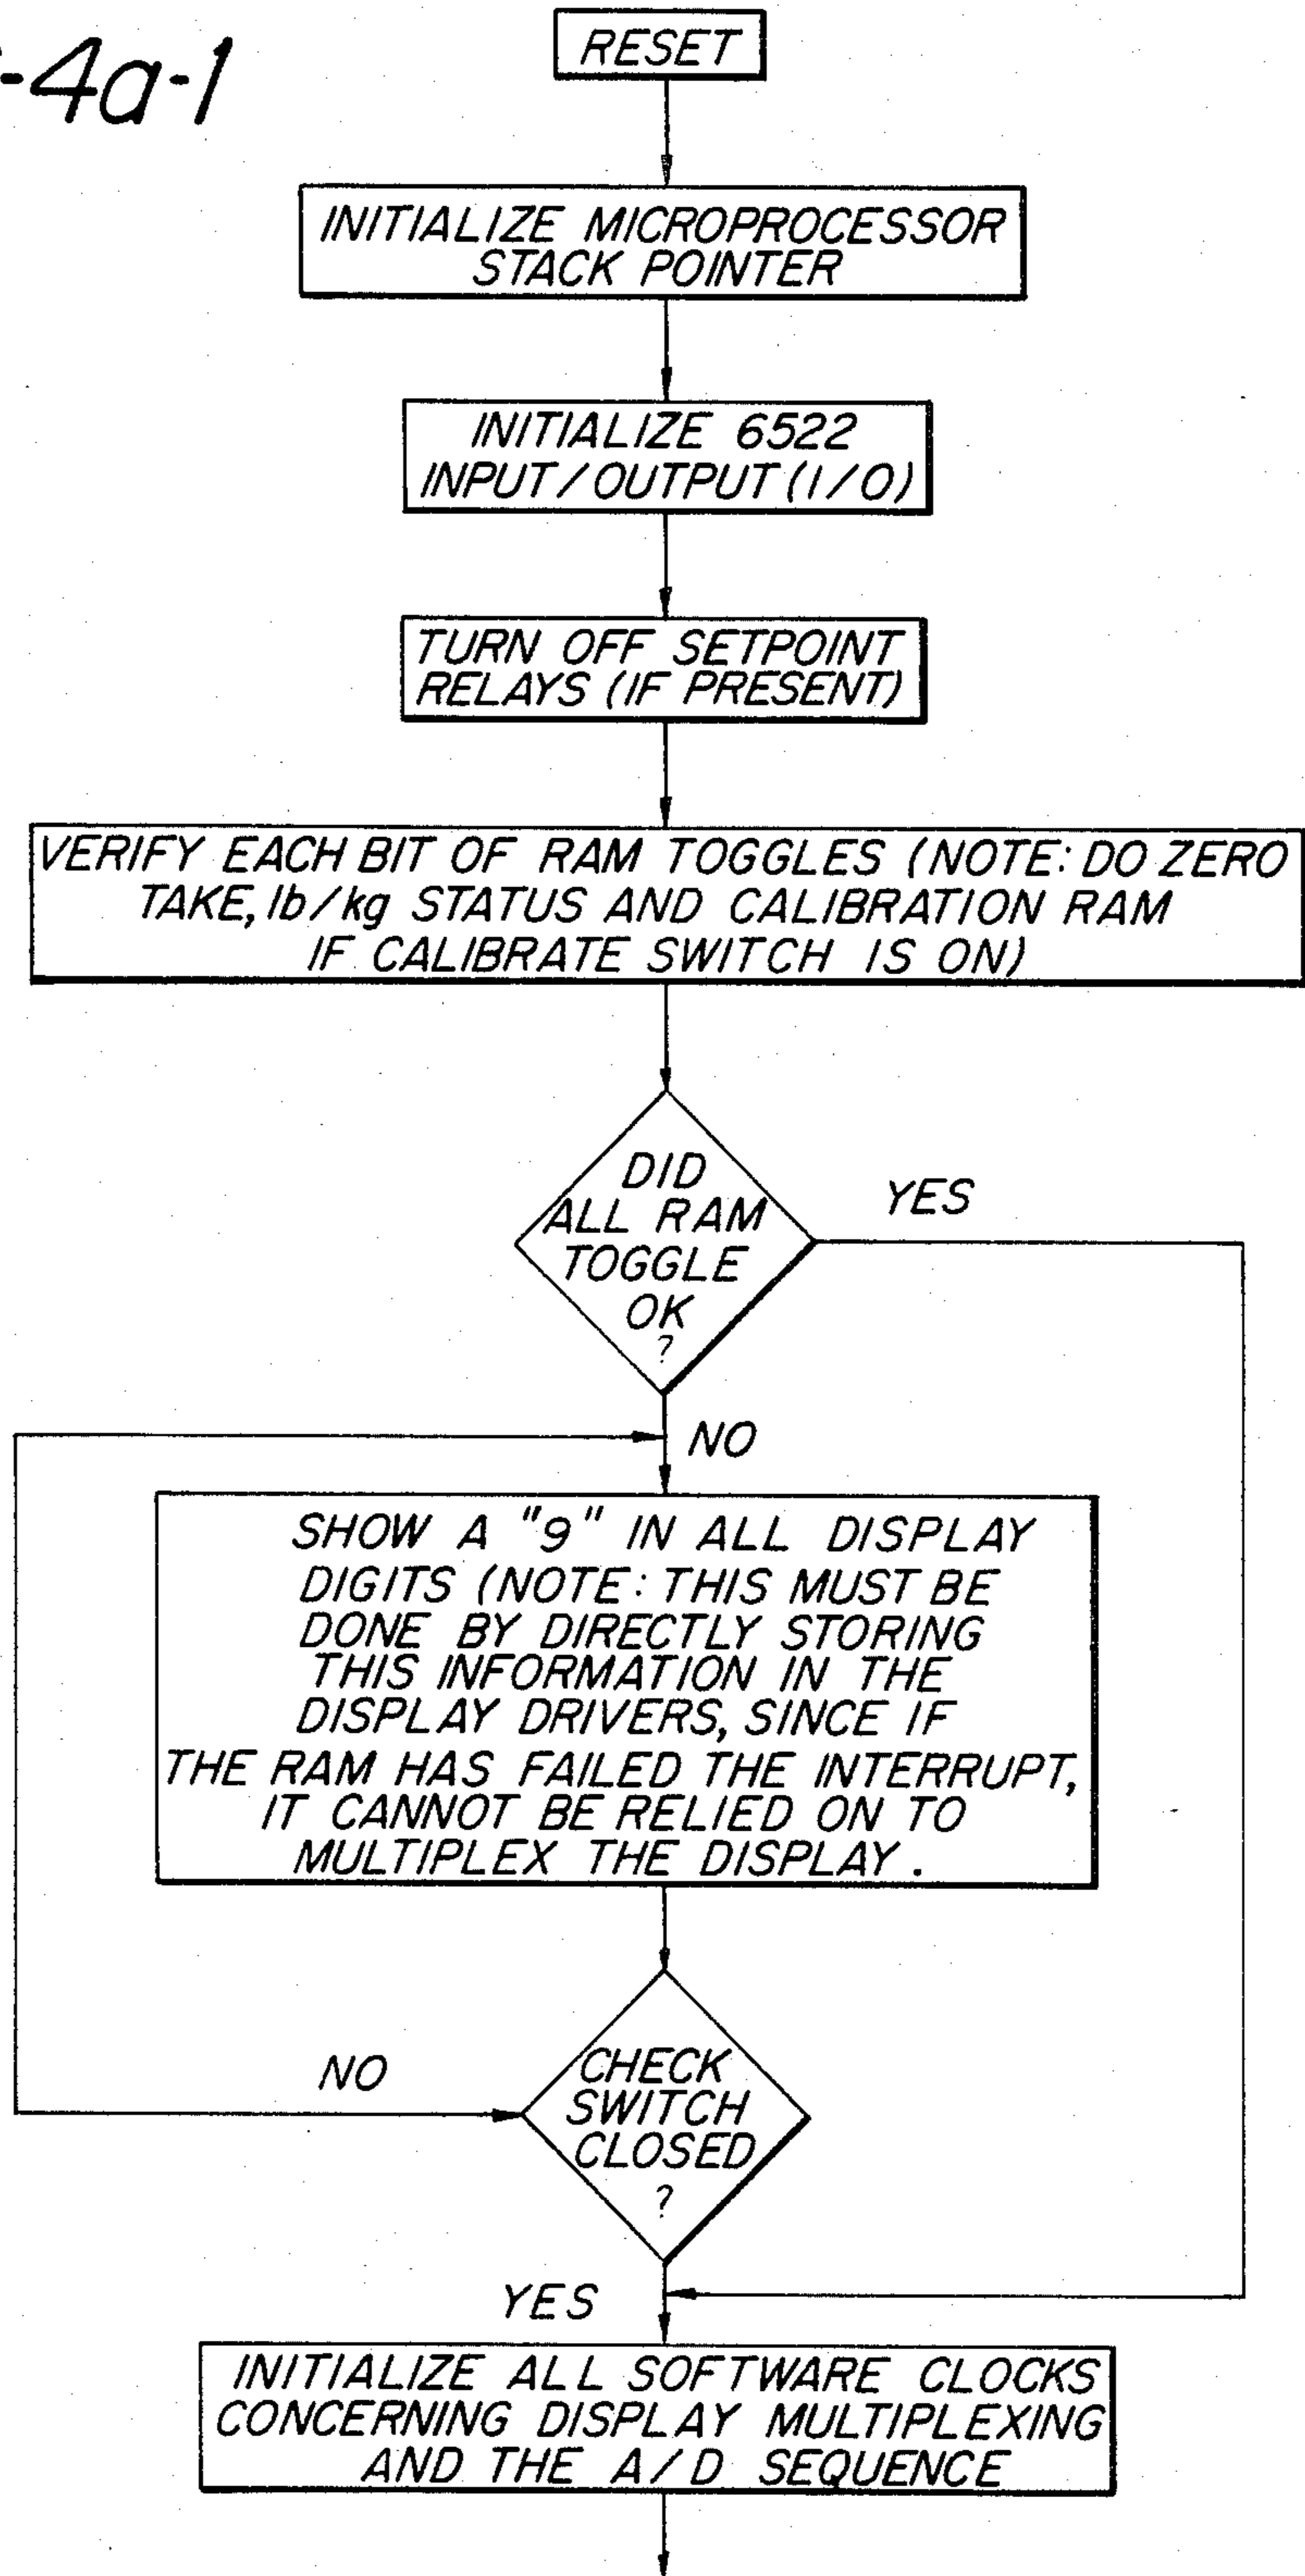 -4a-1
RESET
INITIALIZE MICROPROCESSOR
STACK POINTER
INITIALIZE 6522
INPUT/OUTPUT (I/O)
TURN OFF SETPOINT
RELAYS (IF PRESENT)
VERIFY EACH BIT OF RAM TOGGLES (NOTE: DO ZERO
TAKE, lb/kg STATUS AND CALIBRATION RAM
IF CALIBRATE SWITCH IS ON)
DID
ALL RAM
TOGGLE
OK
?
YES
NO
SHOW A "9" IN ALL DISPLAY
DIGITS (NOTE: THIS MUST BE
DONE BY DIRECTLY STORING
THIS INFORMATION IN THE
DISPLAY DRIVERS, SINCE IF
THE RAM HAS FAILED THE INTERRUPT,
IT CANNOT BE RELIED ON TO
MULTIPLEX THE DISPLAY.
NO
CHECK
SWITCH
CLOSED
?
YES
INITIALIZE ALL SOFTWARE CLOCKS
CONCERNING DISPLAY MULTIPLEXING
AND THE A/D SEQUENCE